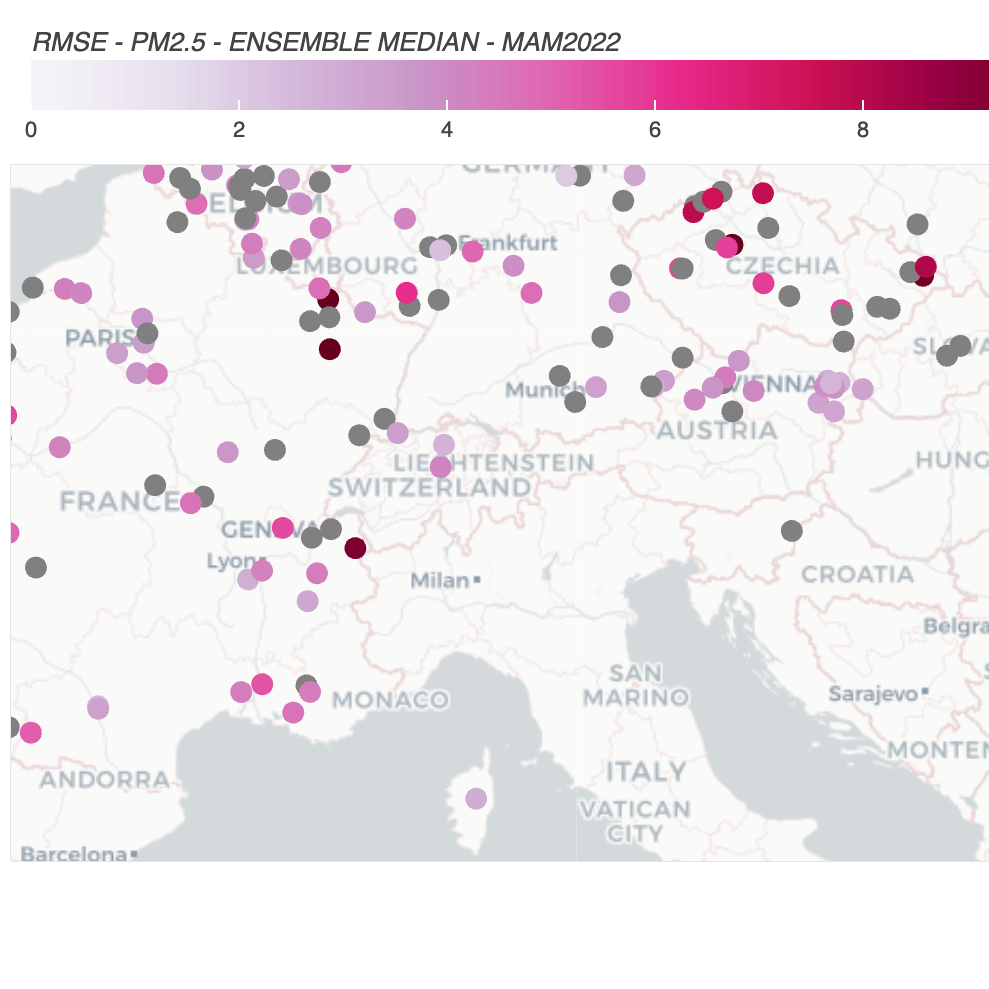 RMSE - PM2.5 - ENSEMBLE MEDIAN - MAM2022
0 2 4 6 8
GERMANY
BELGIUM
Frankfurt
LUXEMBOURG
CZECHIA
PARIS
SLOVA
Munich
VIENNA
AUSTRIA
LIECHTENSTEIN
HUNG
SWITZERLAND
FRANCE
GENEVA
Lyon
Milan
CROATIA
Belgra
SAN
MARINO
MONACO
Sarajevo
MONTEN
ITALY
ANDORRA
VATICAN
CITY
Barcelona